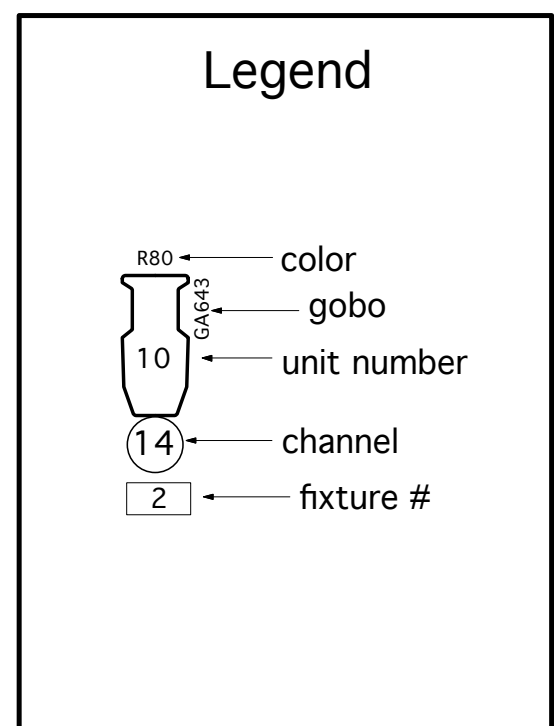 Legend
R80
color
GA643
gobo
10
unit number
14
channel
2
fixture #